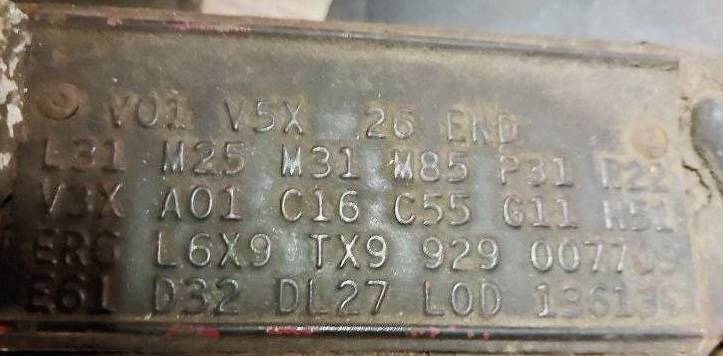 V01 V5X 26 END
L31 M25 M31 M85 P31 R22
V3X A01 C16 C55 G11 N51
ER6 L6X9 TX9 929
E61 D32 DL27 LOD